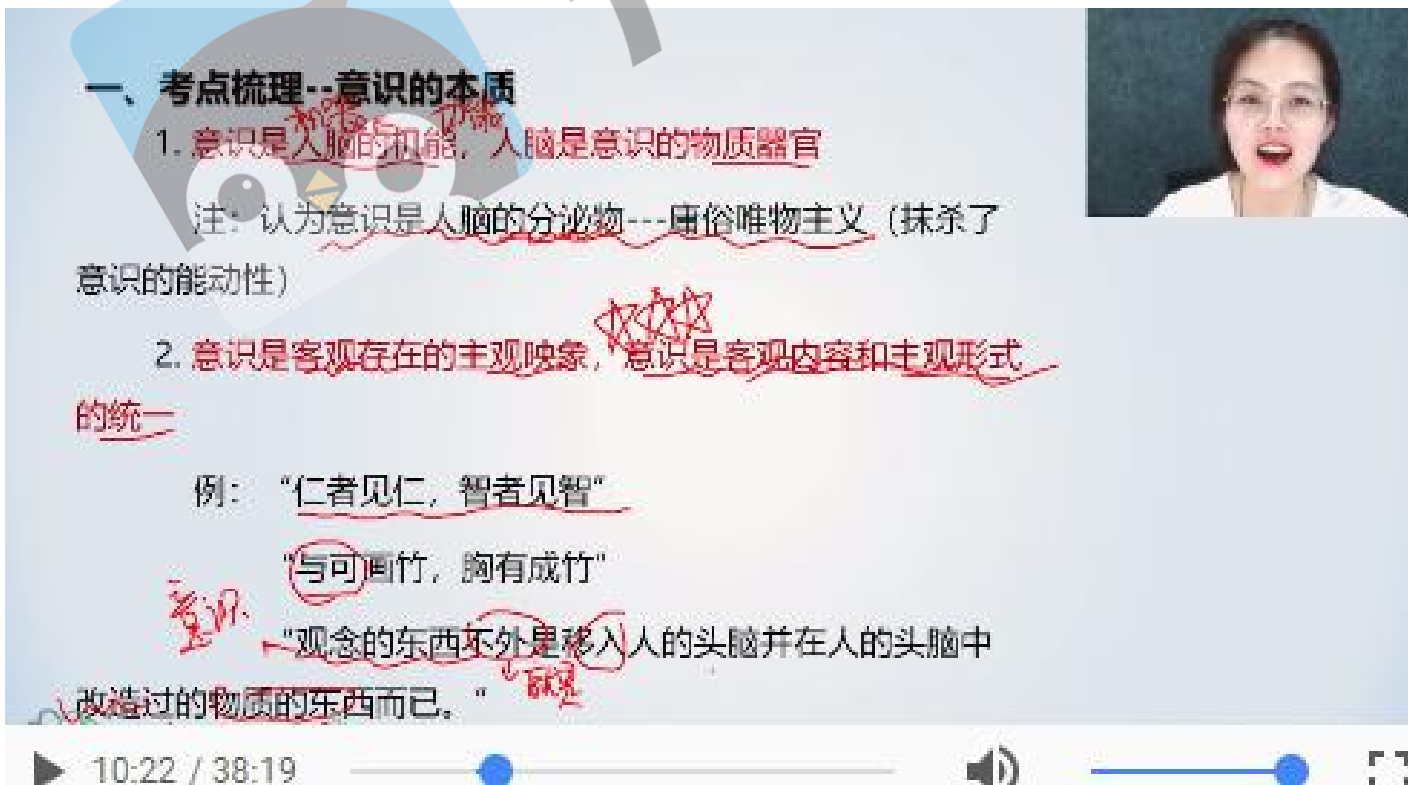 一、考点梳理--意识的本质
1. 意识是人脑的机能，人脑是意识的物质器官
注：认为意识是人脑的分泌物---庸俗唯物主义（抹杀了
意识的能动性）
2. 意识是客观存在的主观映象，意识是客观内容和主观形式
的统一
例：“仁者见仁，智者见智”
“与可画竹，胸有成竹”
意识
“观念的东西不外是移入人的头脑并在人的头脑中
就是
改造过的物质的东西而已。“
10:22 / 38:19